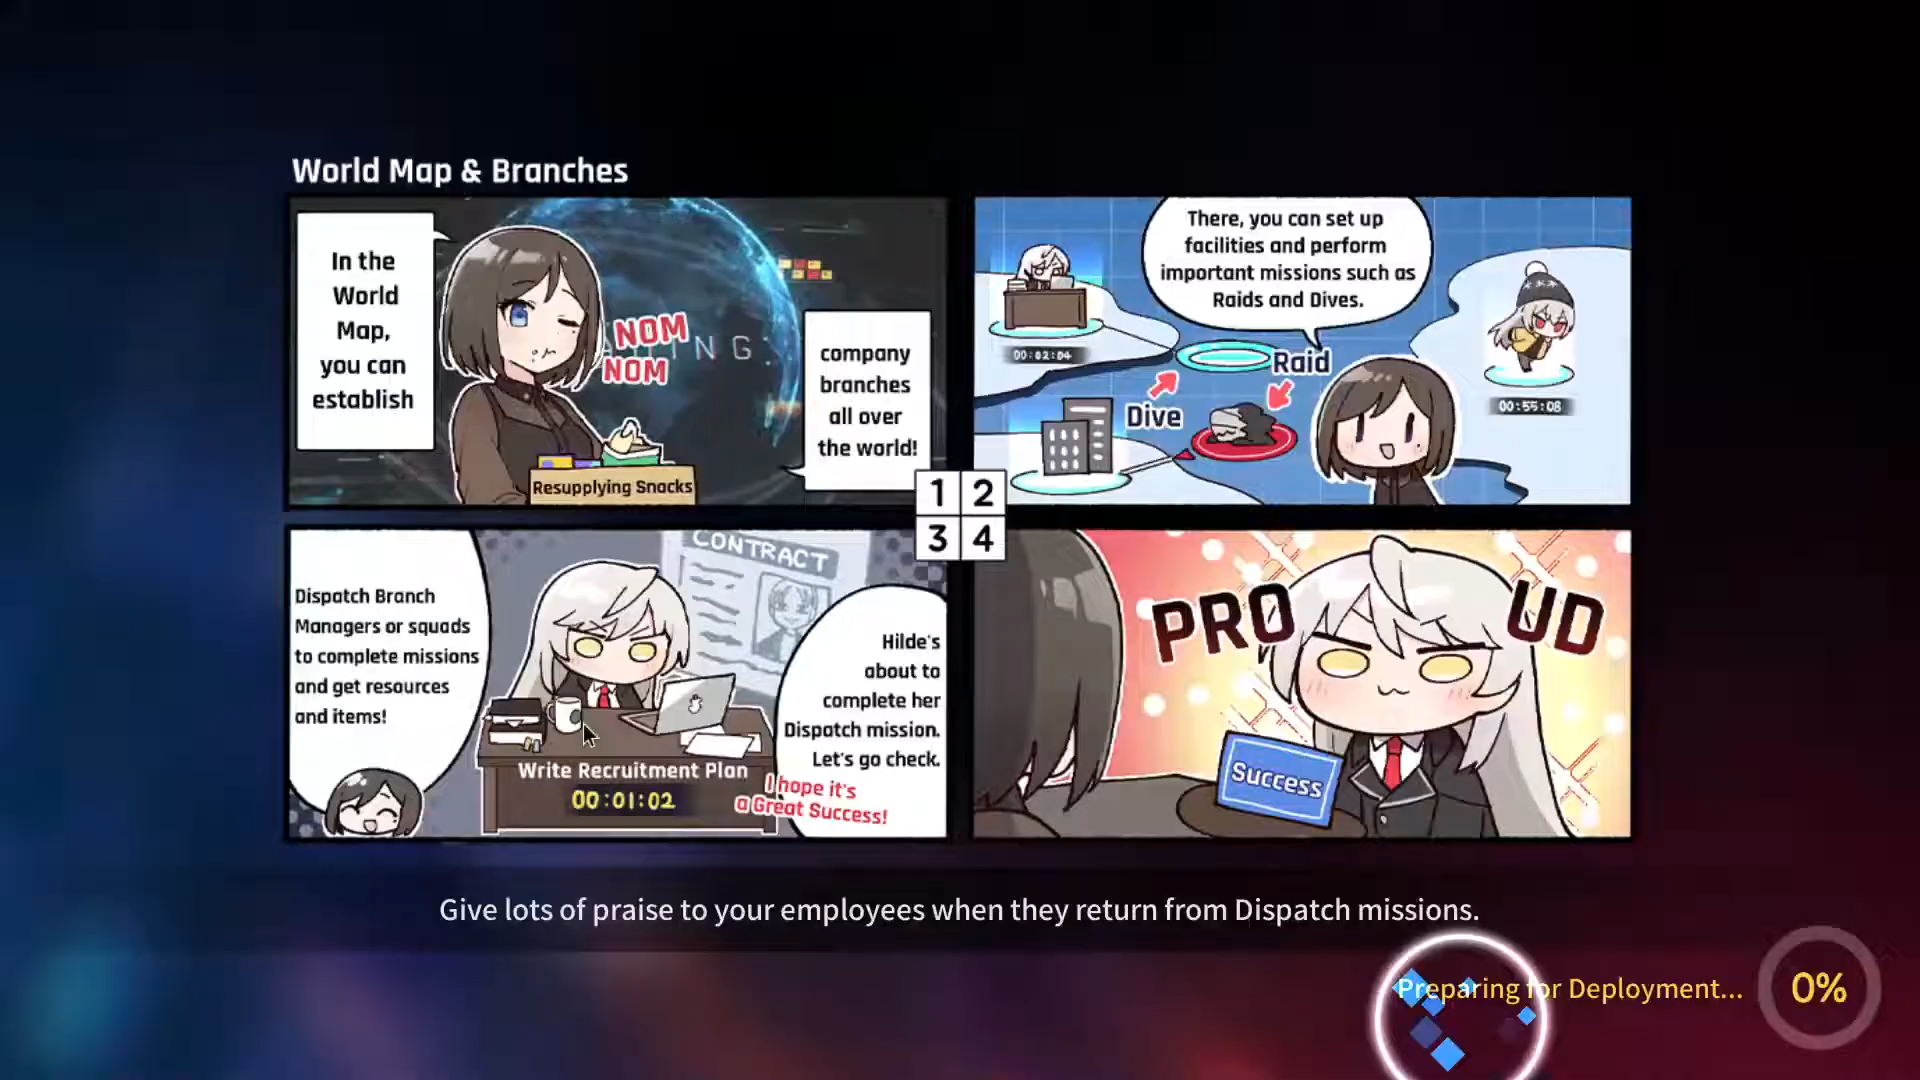 World Map & Branches
In the
World
Map,
you can
establish
NOM
NOM
company
branches
all over
the world!
Resupplying Snacks
There, you can set up
facilities and perform
important missions such as
Raids and Dives.
00:02:04
Raid
Dive
00:55:08
1 2
3 4
Dispatch Branch
Managers or squads
to complete missions
and get resources
and items!
CONTRACT
Hilde's
about to
complete her
Dispatch mission.
Let's go check.
Write Recruitment Plan
00:01:02
I hope it's
a Great Success!
PROUD
Success
Give lots of praise to your employees when they return from Dispatch missions.
Preparing for Deployment...
0%